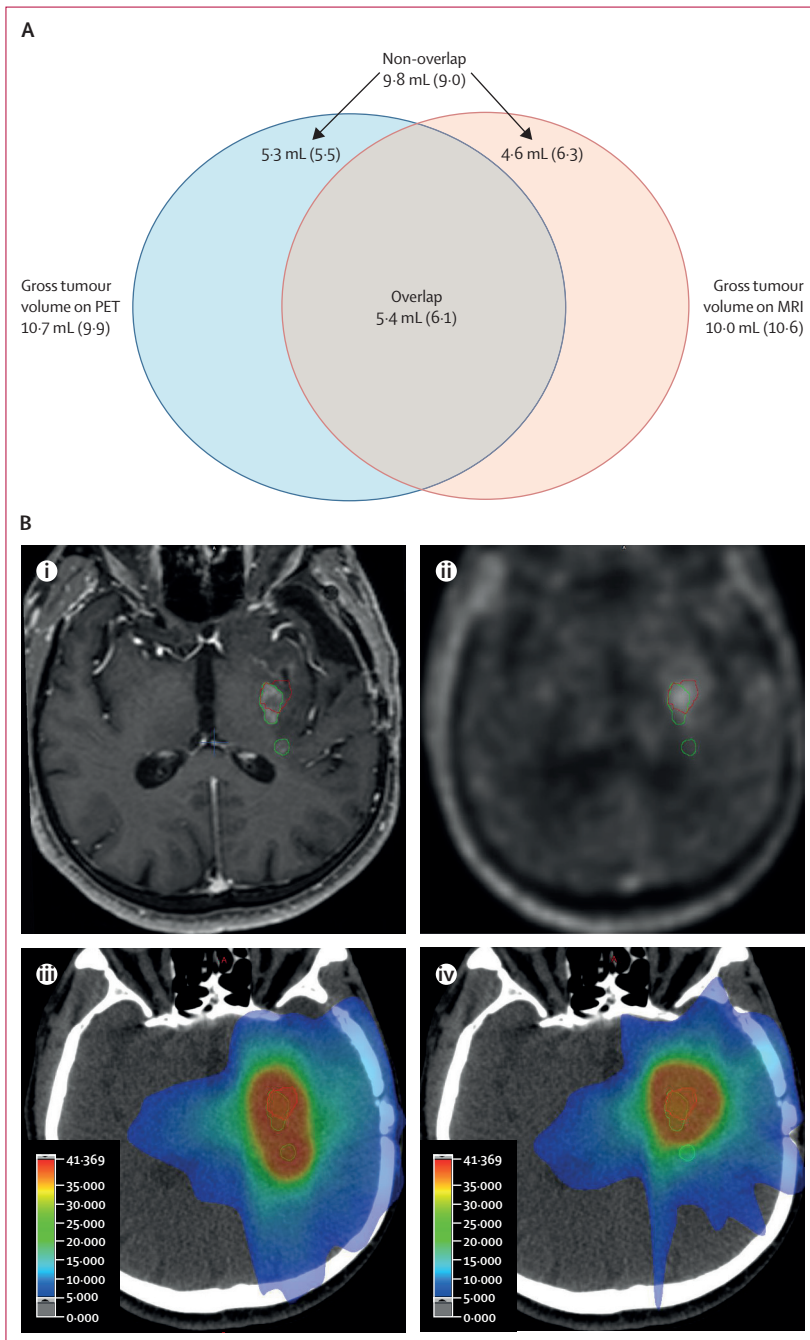 A
Non-overlap
9·8 mL (9·0)
5·3 mL (5·5)
4·6 mL (6·3)
Gross tumour
volume on PET
10·7 mL (9·9)
Overlap
5·4 mL (6·1)
Gross tumour
volume on MRI
10·0 mL (10·6)
B
i
A
ii
A
iii
A
41·369
35·000
30·000
25·000
20·000
15·000
10·000
5·000
0·000
iv
A
41·369
35·000
30·000
25·000
20·000
15·000
10·000
5·000
0·000